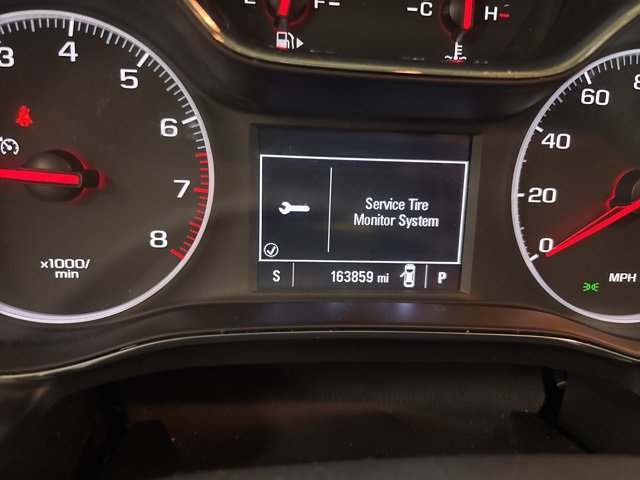 F
C
H
3
4
5
6
7
8
x1000/
min
Service Tire
Monitor System
S
163859 mi
P
60
40
20
0
MPH